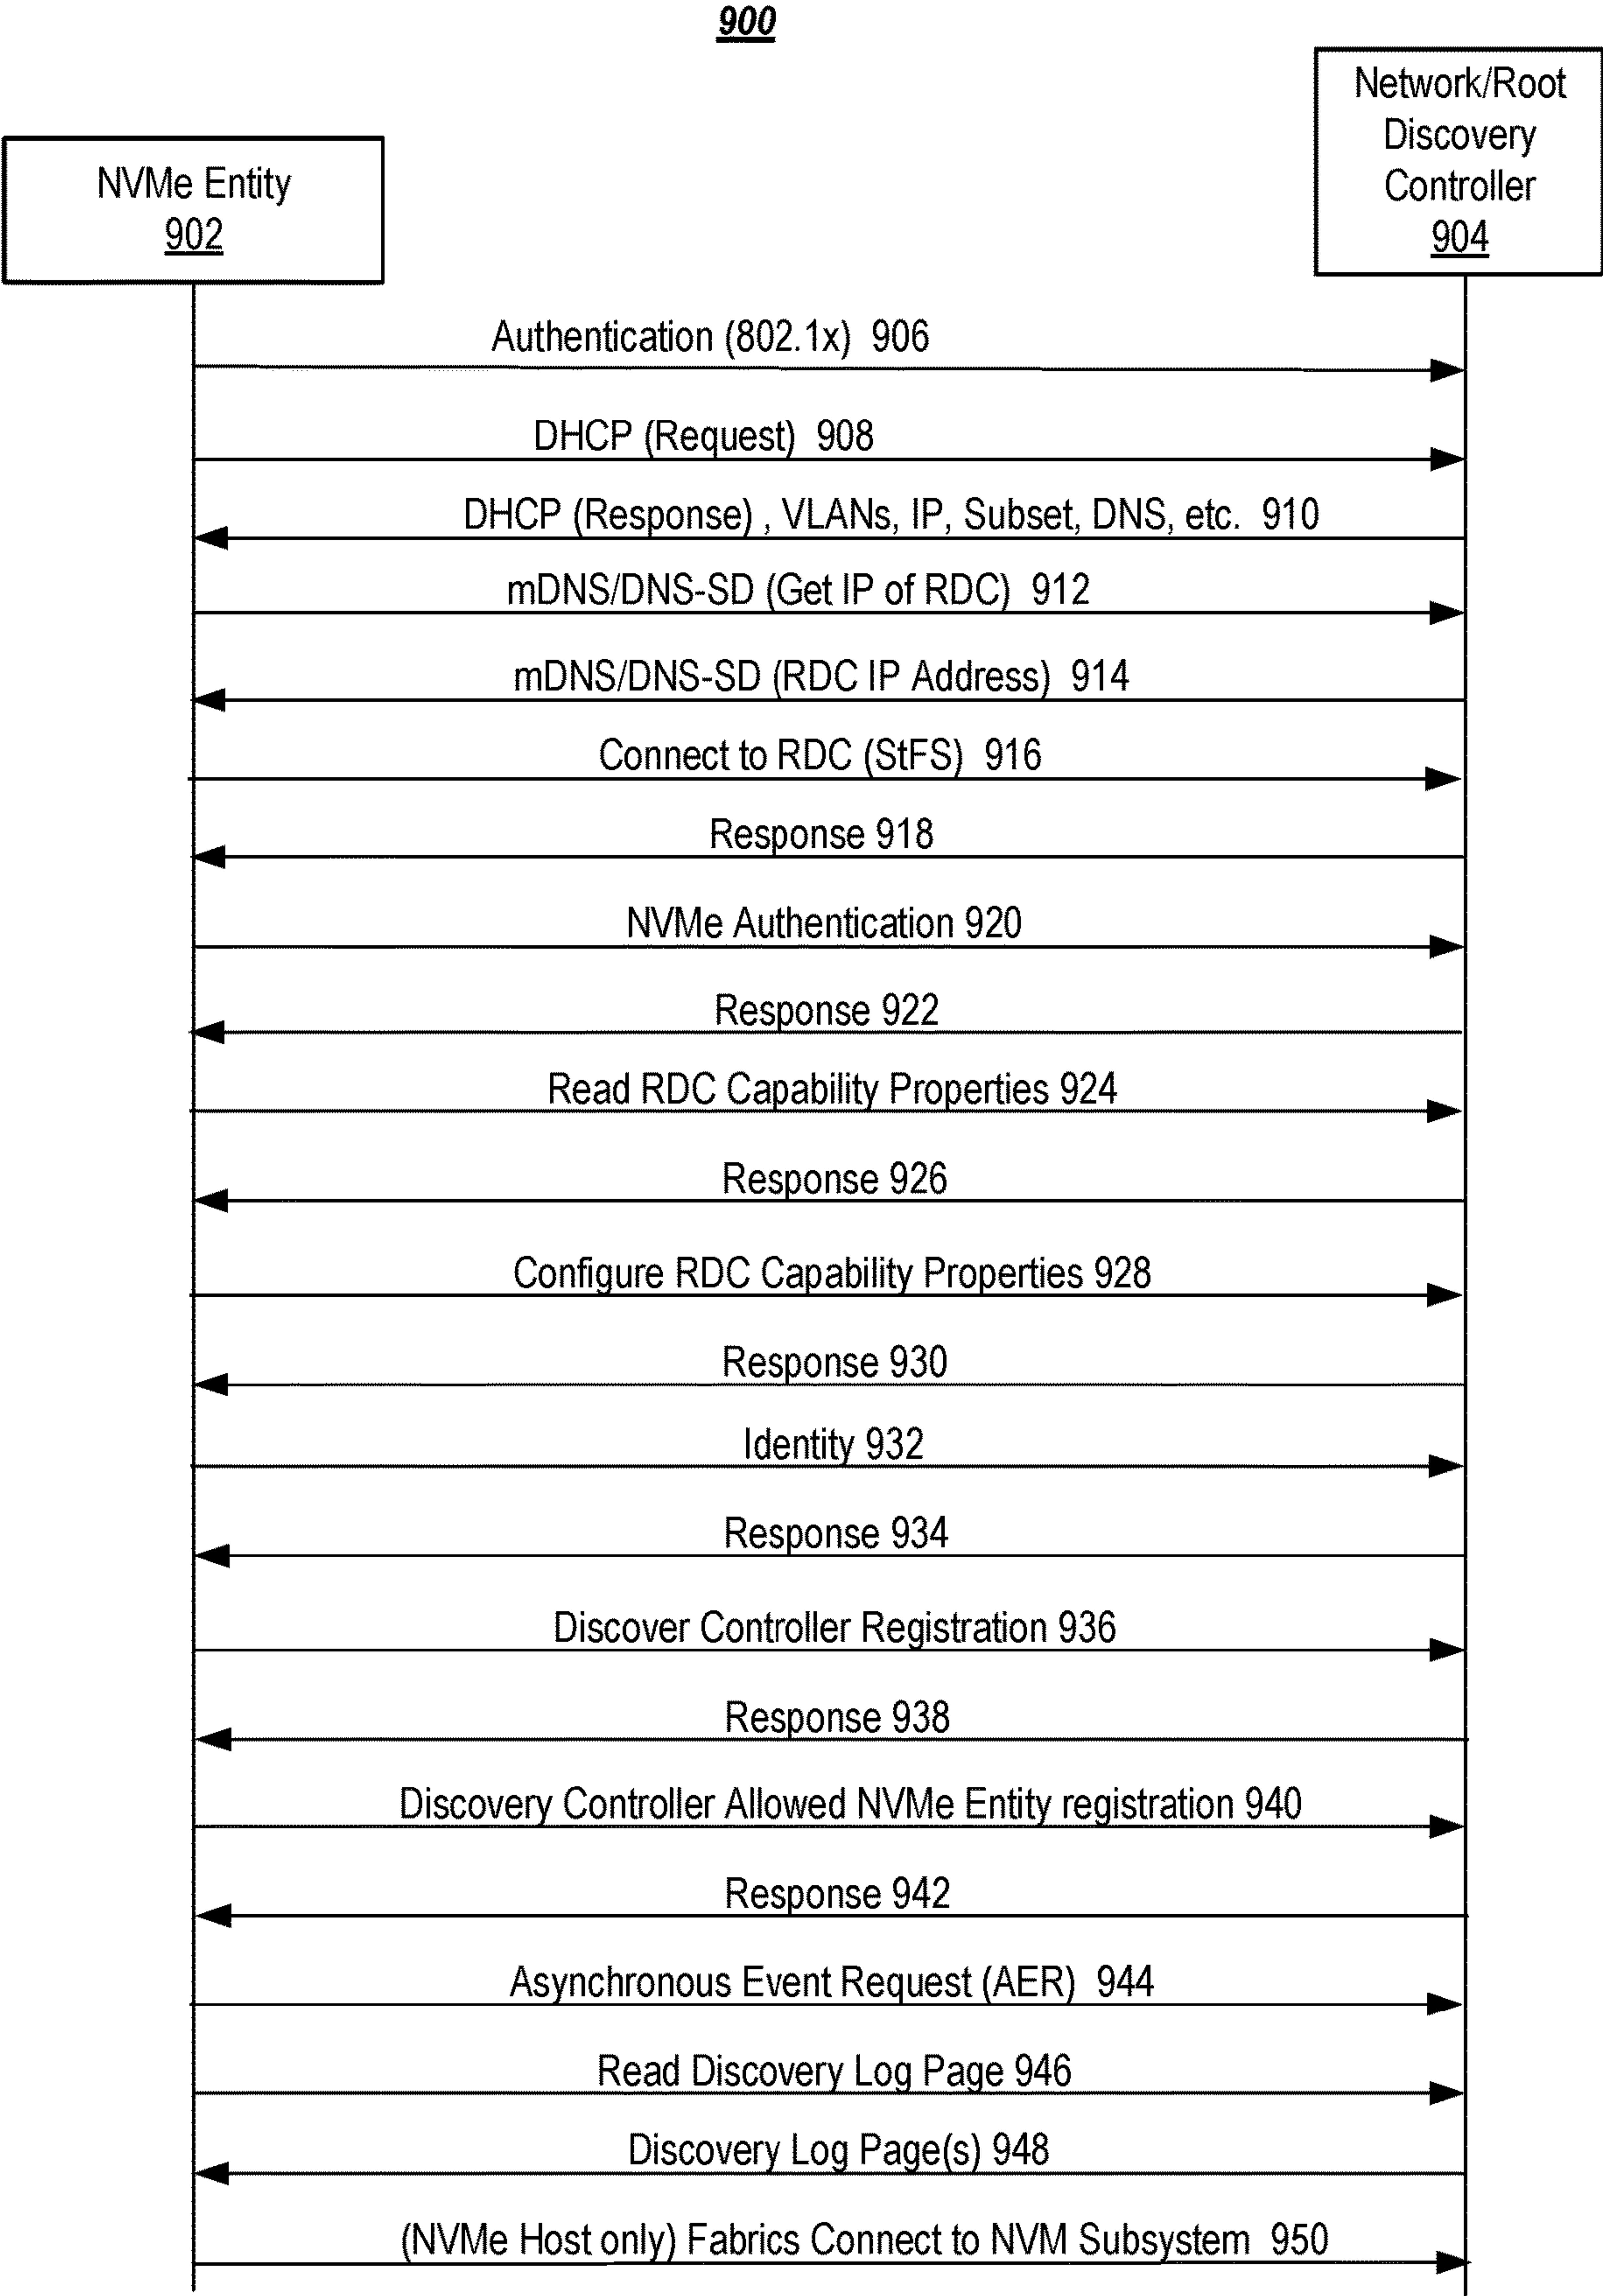 900
Network/Root
Discovery
Controller
904
NVMe Entity
902
Authentication (802.1x) 906
DHCP (Request) 908
DHCP (Response) , VLANs, IP, Subset, DNS, etc. 910
mDNS/DNS-SD (Get IP of RDC) 912
mDNS/DNS-SD (RDC IP Address) 914
Connect to RDC (StFS) 916
Response 918
NVMe Authentication 920
Response 922
Read RDC Capability Properties 924
Response 926
Configure RDC Capability Properties 928
Response 930
Identity 932
Response 934
Discover Controller Registration 936
Response 938
Discovery Controller Allowed NVMe Entity registration 940
Response 942
Asynchronous Event Request (AER) 944
Read Discovery Log Page 946
Discovery Log Page(s) 948
(NVMe Host only) Fabrics Connect to NVM Subsystem 950